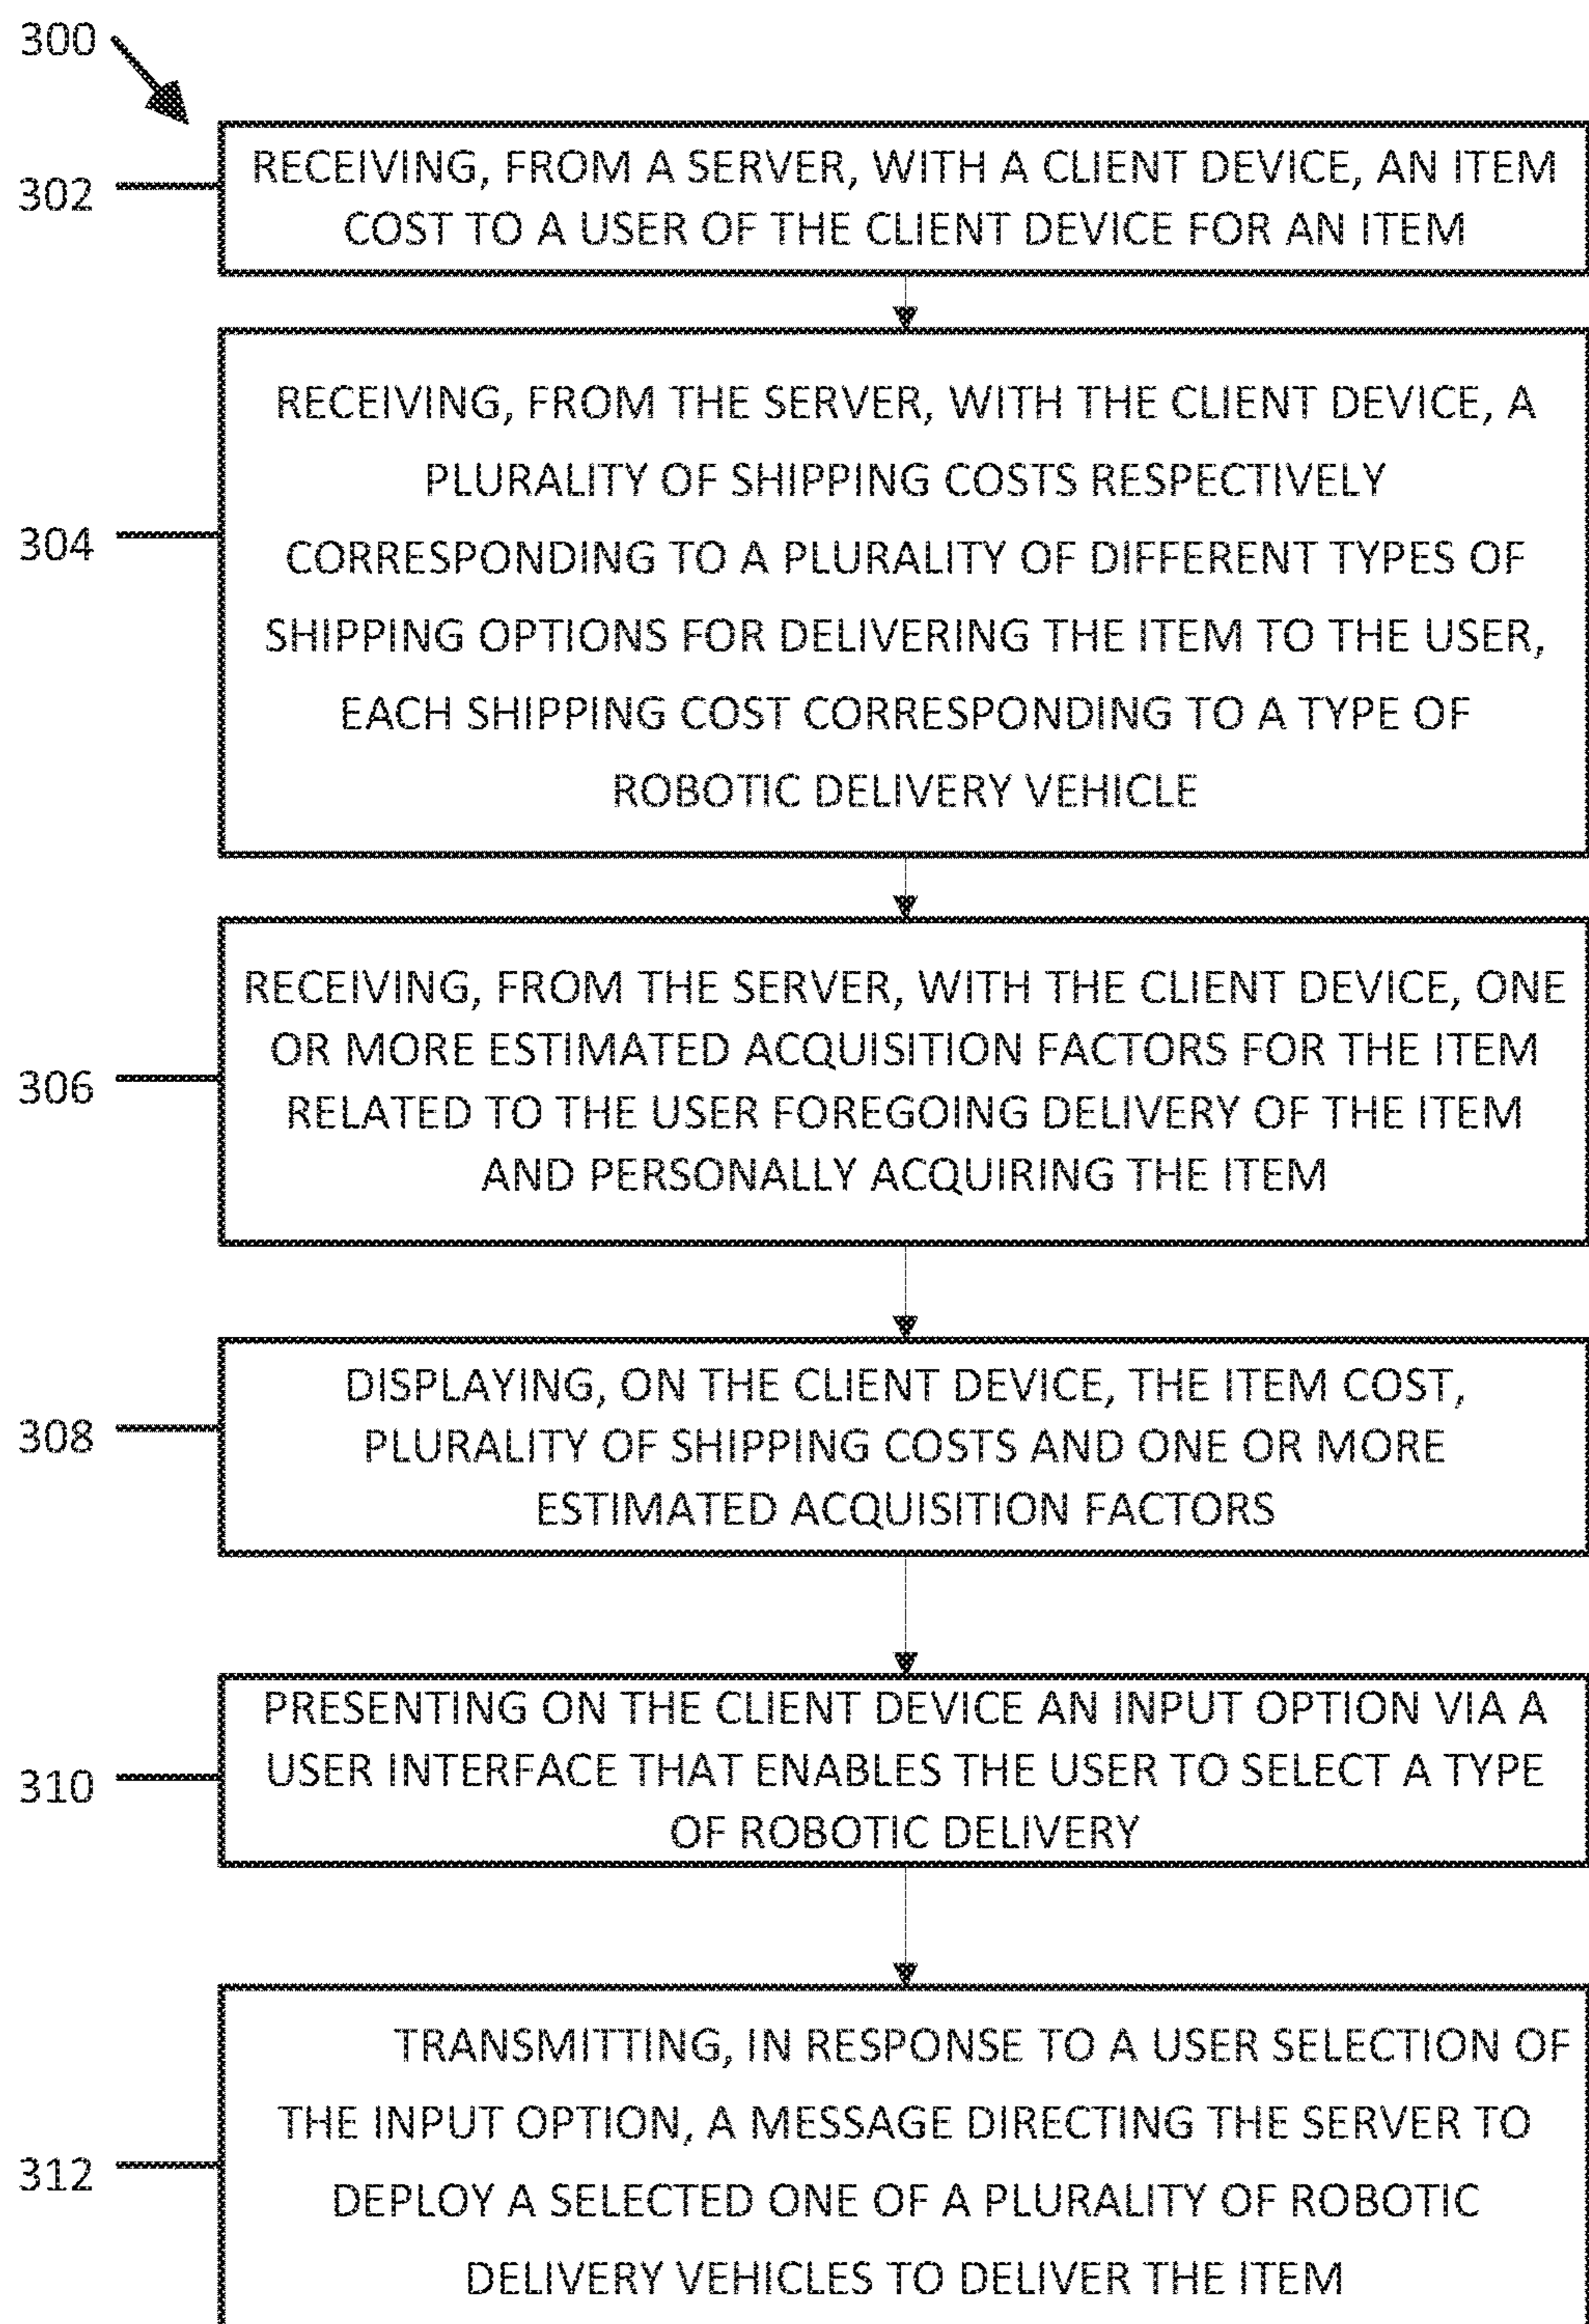 300
302
RECEIVING, FROM A SERVER, WITH A CLIENT DEVICE, AN ITEM
COST TO A USER OF THE CLIENT DEVICE FOR AN ITEM
304
RECEIVING, FROM THE SERVER, WITH THE CLIENT DEVICE, A
PLURALITY OF SHIPPING COSTS RESPECTIVELY
CORRESPONDING TO A PLURALITY OF DIFFERENT TYPES OF
SHIPPING OPTIONS FOR DELIVERING THE ITEM TO THE USER,
EACH SHIPPING COST CORRESPONDING TO A TYPE OF
ROBOTIC DELIVERY VEHICLE
306
RECEIVING, FROM THE SERVER, WITH THE CLIENT DEVICE, ONE
OR MORE ESTIMATED ACQUISITION FACTORS FOR THE ITEM
RELATED TO THE USER FOREGOING DELIVERY OF THE ITEM
AND PERSONALLY ACQUIRING THE ITEM
308
DISPLAYING, ON THE CLIENT DEVICE, THE ITEM COST,
PLURALITY OF SHIPPING COSTS AND ONE OR MORE
ESTIMATED ACQUISITION FACTORS
310
PRESENTING ON THE CLIENT DEVICE AN INPUT OPTION VIA A
USER INTERFACE THAT ENABLES THE USER TO SELECT A TYPE
OF ROBOTIC DELIVERY
312
TRANSMITTING, IN RESPONSE TO A USER SELECTION OF
THE INPUT OPTION, A MESSAGE DIRECTING THE SERVER TO
DEPLOY A SELECTED ONE OF A PLURALITY OF ROBOTIC
DELIVERY VEHICLES TO DELIVER THE ITEM